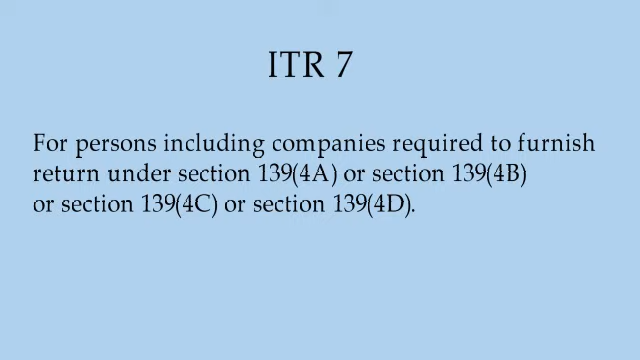 ITR 7
For persons including companies required to furnish
return under section 139(4A) or section 139(4B)
or section 139(4C) or section 139(4D).